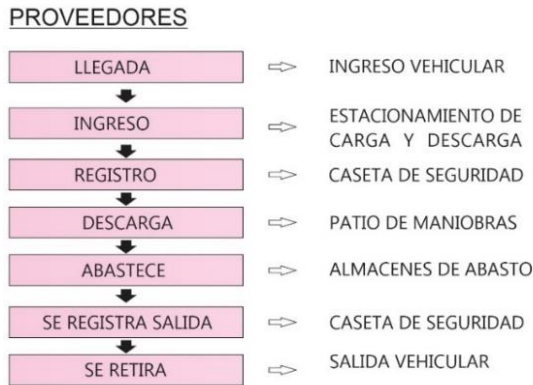 PROVEEDORES
LLEGADA
INGRESO VEHICULAR
INGRESO
ESTACIONAMIENTO DE
CARGA Y DESCARGA
REGISTRO
CASETA DE SEGURIDAD
DESCARGA
PATIO DE MANIOBRAS
ABASTECE
ALMACENES DE ABASTO
SE REGISTRA SALIDA
CASETA DE SEGURIDAD
SE RETIRA
SALIDA VEHICULAR